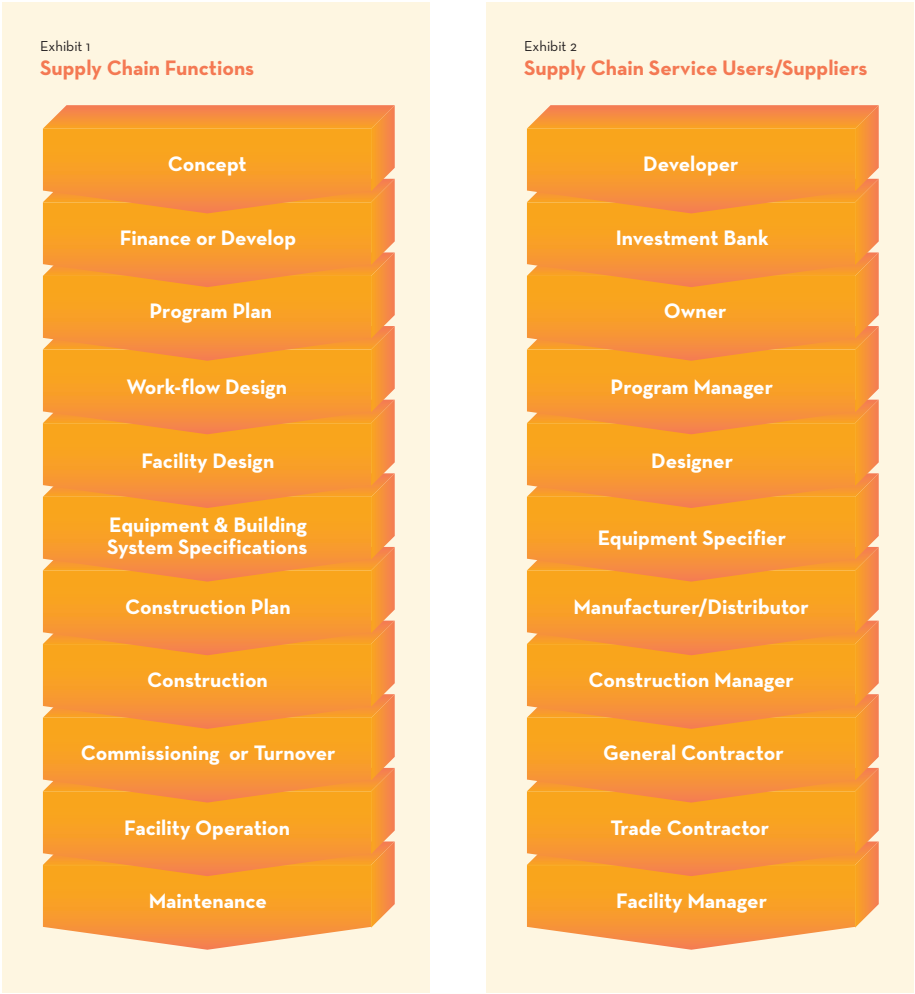 Exhibit 1
Supply Chain Functions
Concept
Finance or Develop
Program Plan
Work-flow Design
Facility Design
Equipment & Building
System Specifications
Construction Plan
Construction
Commissioning or Turnover
Facility Operation
Maintenance
Exhibit 2
Supply Chain Service Users/Suppliers
Developer
Investment Bank
Owner
Program Manager
Designer
Equipment Specifier
Manufacturer/Distributor
Construction Manager
General Contractor
Trade Contractor
Facility Manager